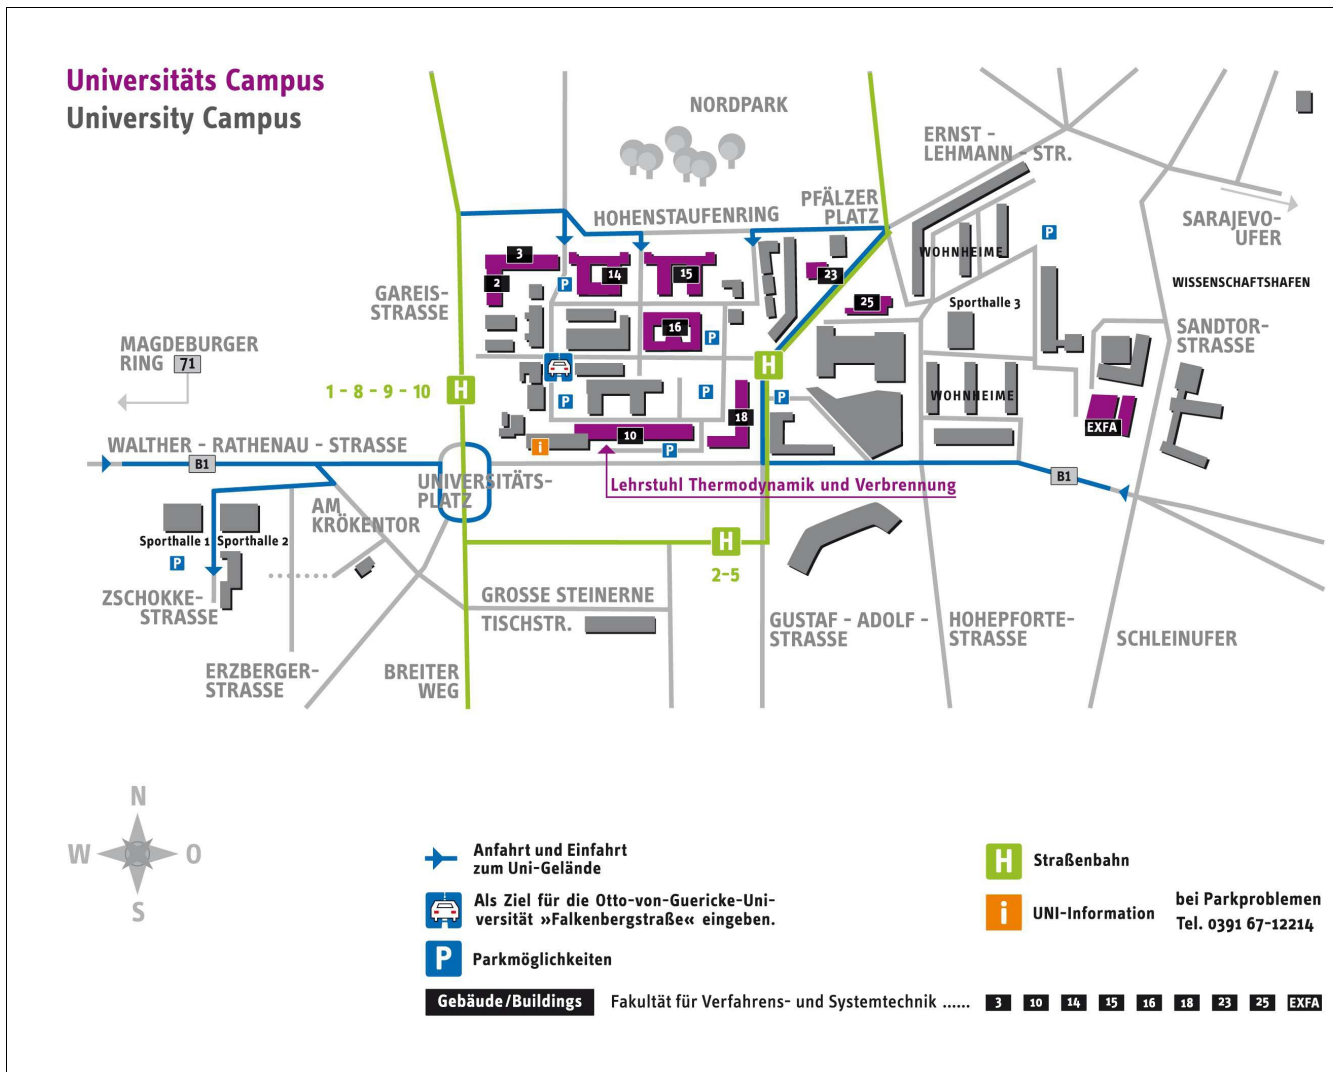 Universitäts Campus
University Campus
NORDPARK
ERNST -
LEHMANN - STR.
HOHENSTAUFENRING
PFÄLZER
PLATZ
SARAJEVO-
UFER
WOHNHEIME
P
WISSENSCHAFTSHAFEN
GAREIS-
STRASSE
3
2
14
15
23
25
P
Sporthalle 3
16
P
SANDTOR-
STRASSE
MAGDEBURGER
RING 71
H
1 - 8 - 9 - 10
H
P
P
P
WOHNHEIME
18
10
i
P
EXFA
WALTHER - RATHENAU - STRASSE
B1
UNIVERSITÄTS-
PLATZ
Lehrstuhl Thermodynamik und Verbrennung
B1
AM
KRÖKENTOR
Sporthalle 1
Sporthalle 2
P
H
2-5
ZSCHOKKE-
STRASSE
GROSSE STEINERNE
TISCHSTR.
GUSTAF - ADOLF -
STRASSE
HOHEPFORTE-
STRASSE
SCHLEINUFER
ERZBERGER-
STRASSE
BREITER
WEG
N
W
O
S
Anfahrt und Einfahrt
zum Uni-Gelände
Als Ziel für die Otto-von-Guericke-Uni-
versität »Falkenbergstraße« eingeben.
P Parkmöglichkeiten
H Straßenbahn
i UNI-Information
bei Parkproblemen
Tel. 0391 67-12214
Gebäude/Buildings Fakultät für Verfahrens- und Systemtechnik ...... 3 10 14 15 16 18 23 25 EXFA